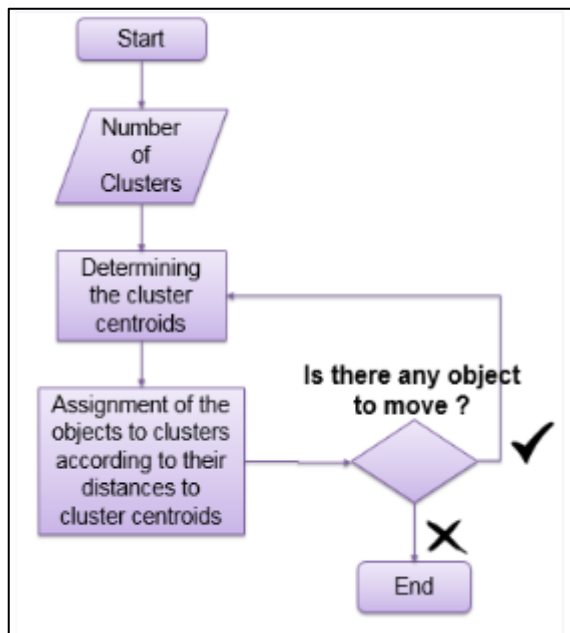 Start
Number
of
Clusters
Determining
the cluster
centroids
Is there any object
to move ?
Assignment of the
objects to clusters
according to their
distances to
cluster centroids
End